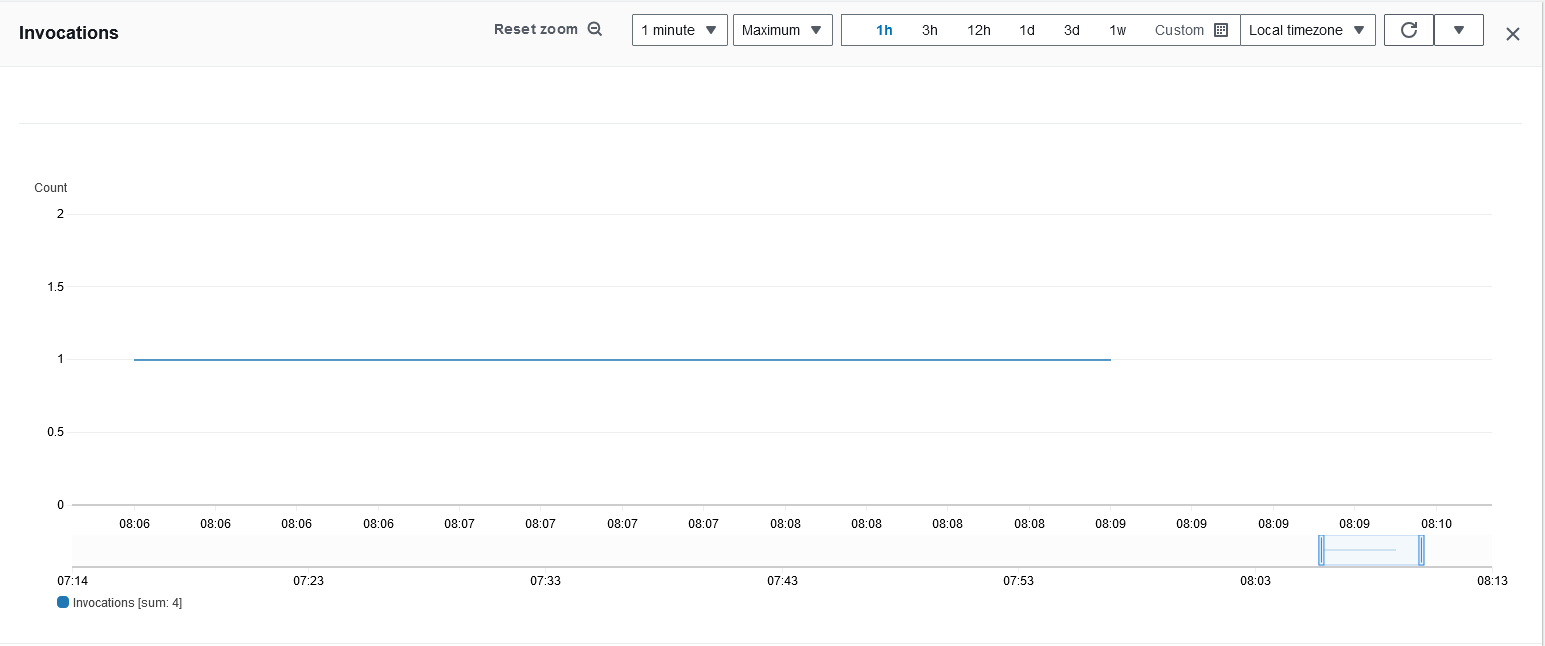 Invocations Reset zoom 1 minute Maximum 1h 3h 12h 1d 3d 1w Custom Local timezone
Count
2
1.5
1
0.5
0
08:06 08:06 08:06 08:06 08:07 08:07 08:07 08:07 08:08 08:08 08:08 08:08 08:09 08:09 08:09 08:09 08:10
07:14 07:23 07:33 07:43 07:53 08:03 08:13
Invocations [sum: 4]